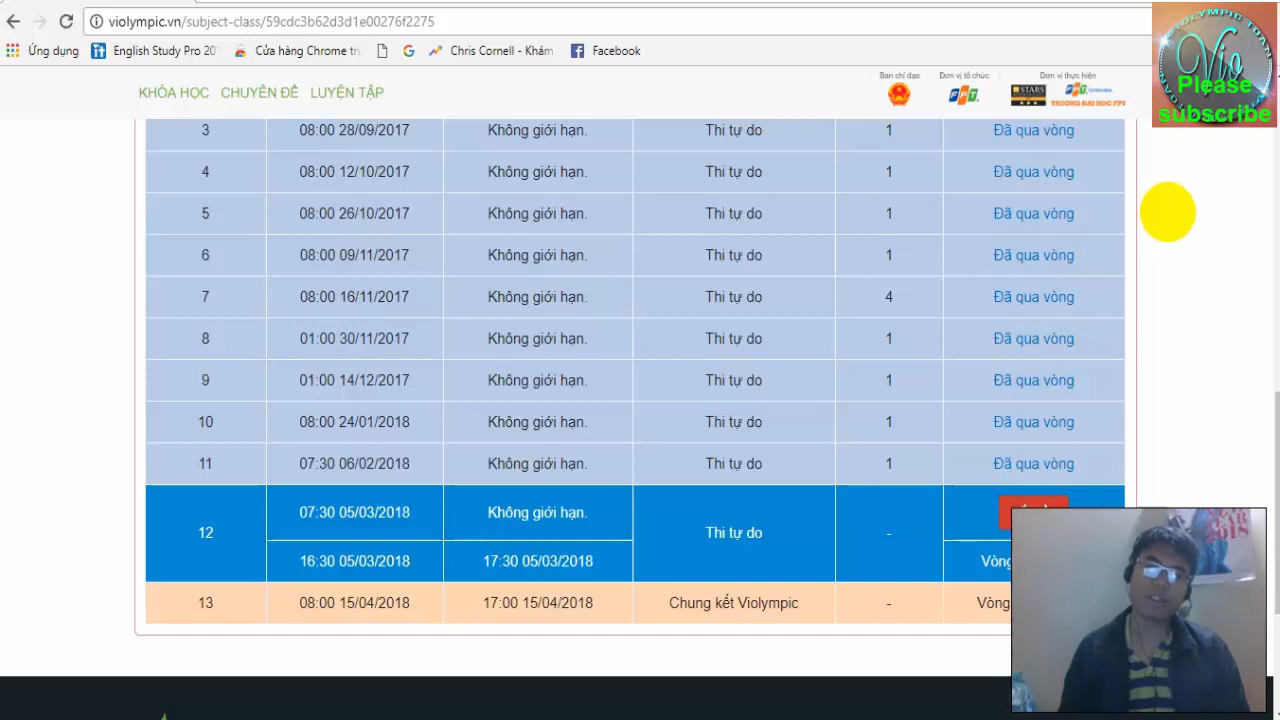 violympic.vn/subject-class/59cdc3b62d3d1e00276f2275
Ứng dụng English Study Pro 20 Cửa hàng Chrome trự Chris Cornell - Khám Facebook
KHÓA HỌC CHUYÊN ĐỀ LUYỆN TẬP
Ban chỉ đạo Đơn vị tổ chức Đơn vị thực hiện
FPT STARS FPT
TRƯỜNG ĐẠI HỌC FPT
VIOLYMPIC TOAN
Vio
Please
subscribe
3 08:00 28/09/2017 Không giới hạn. Thi tự do 1 Đã qua vòng
4 08:00 12/10/2017 Không giới hạn. Thi tự do 1 Đã qua vòng
5 08:00 26/10/2017 Không giới hạn. Thi tự do 1 Đã qua vòng
6 08:00 09/11/2017 Không giới hạn. Thi tự do 1 Đã qua vòng
7 08:00 16/11/2017 Không giới hạn. Thi tự do 4 Đã qua vòng
8 01:00 30/11/2017 Không giới hạn. Thi tự do 1 Đã qua vòng
9 01:00 14/12/2017 Không giới hạn. Thi tự do 1 Đã qua vòng
10 08:00 24/01/2018 Không giới hạn. Thi tự do 1 Đã qua vòng
11 07:30 06/02/2018 Không giới hạn. Thi tự do 1 Đã qua vòng
07:30 05/03/2018 Không giới hạn.
12 Thi tự do -
16:30 05/03/2018 17:30 05/03/2018 Vòng
13 08:00 15/04/2018 17:00 15/04/2018 Chung kết Violympic - Vòng
2018